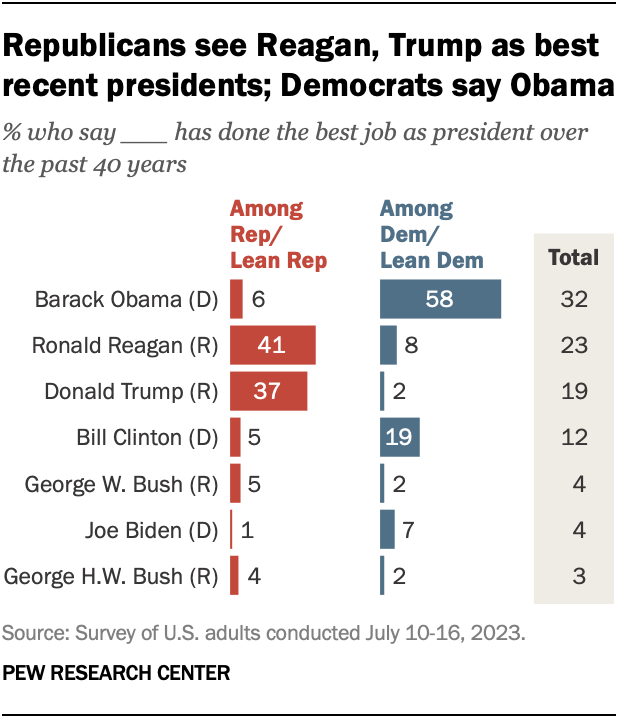 Republicans see Reagan, Trump as best
recent presidents; Democrats say Obama
% who say ___ has done the best job as president over
the past 40 years
Among
Rep/
Lean Rep
Among
Dem/
Lean Dem
Total
Barack Obama (D) 6 58 32
Ronald Reagan (R) 41 8 23
Donald Trump (R) 37 2 19
Bill Clinton (D) 5 19 12
George W. Bush (R) 5 2 4
Joe Biden (D) 1 7 4
George H.W. Bush (R) 4 2 3
Source: Survey of U.S. adults conducted July 10-16, 2023.
PEW RESEARCH CENTER